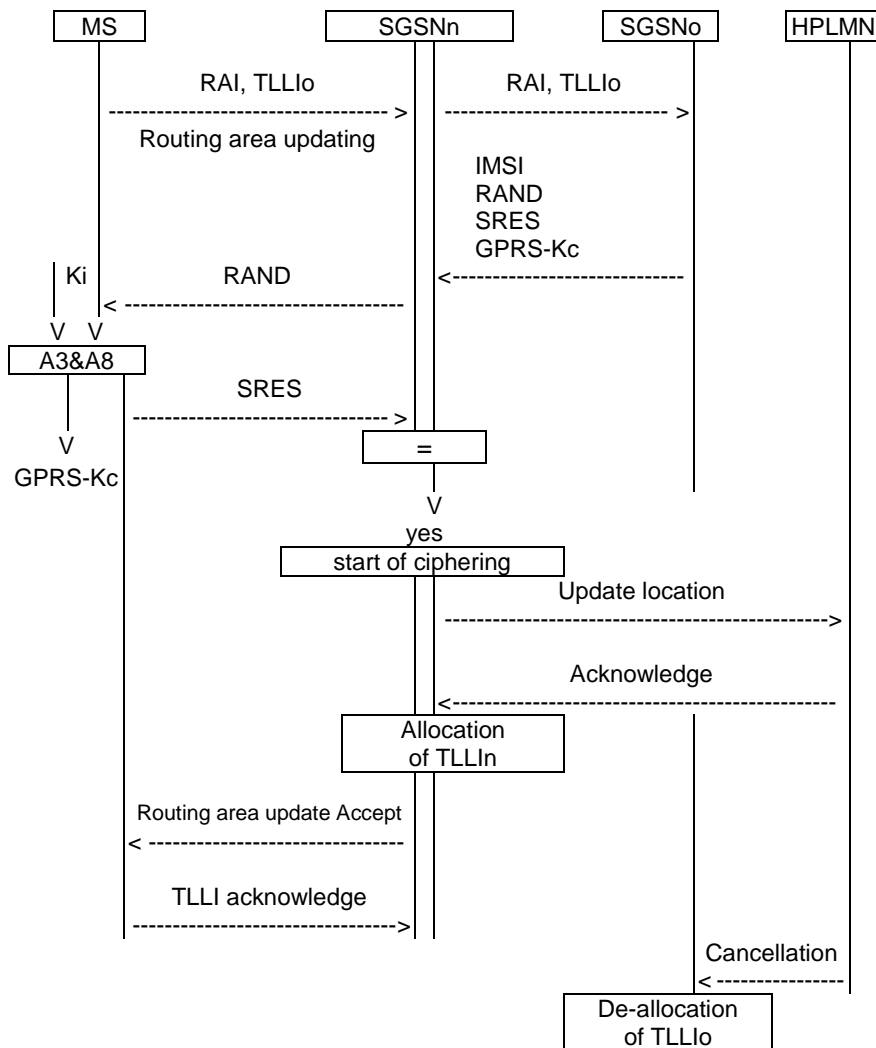 MS SGSNn SGSNo HPLMN
RAI, TLLIo RAI, TLLIo
---------------------------- > ------------------------- >
Routing area updating
IMSI
RAND
SRES
GPRS-Kc
Ki RAND <-------------------------
< -----------------------------
V V
A3&A8
SRES
----------------------------- >
V =
GPRS-Kc
V
yes
start of ciphering
Update location
------------------------------------------->
Acknowledge
<----------------------------------------
Allocation
of TLLIn
Routing area update Accept
< -----------------------------
TLLI acknowledge
------------------------------>
Cancellation
< --------------
De-allocation
of TLLIo